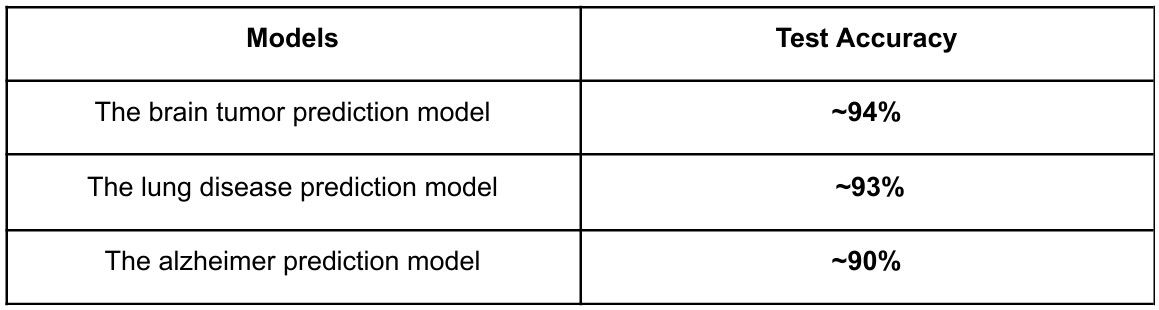 Models Test Accuracy
The brain tumor prediction model ~94%
The lung disease prediction model ~93%
The alzheimer prediction model ~90%